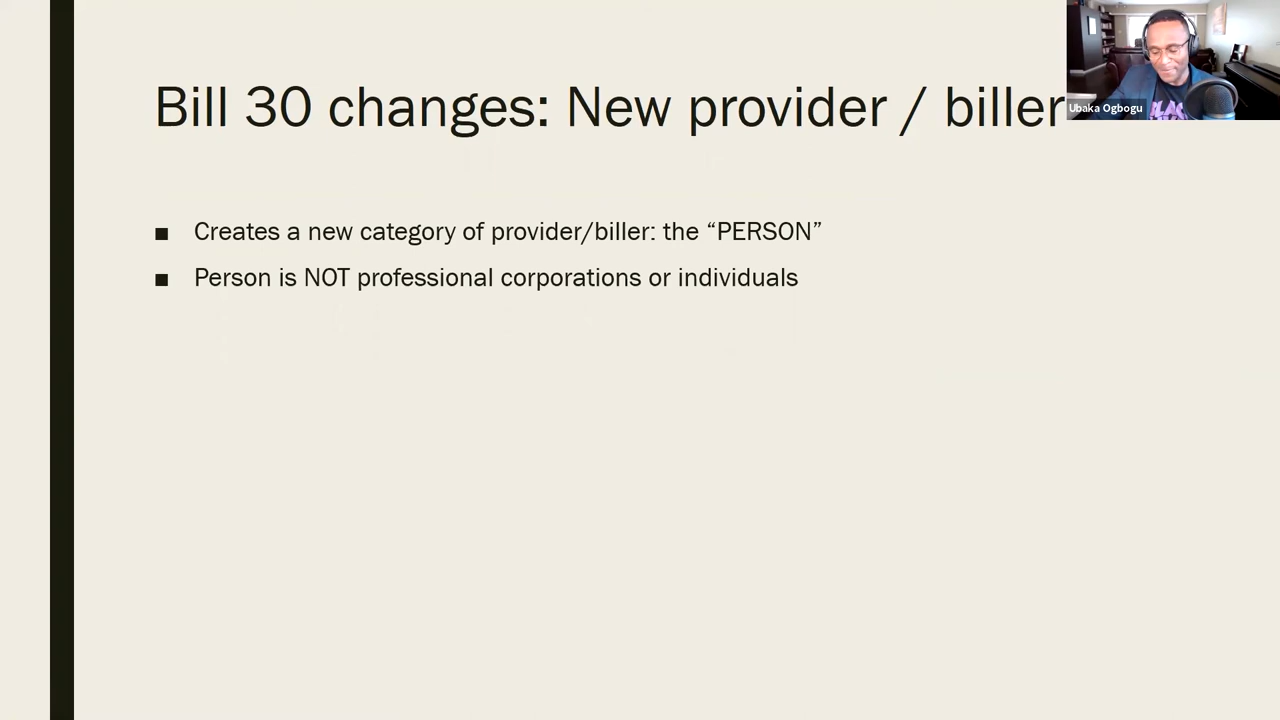 Bill 30 changes: New provider / biller
Ubaka Ogbogu
■ Creates a new category of provider/biller: the “PERSON”
■ Person is NOT professional corporations or individuals